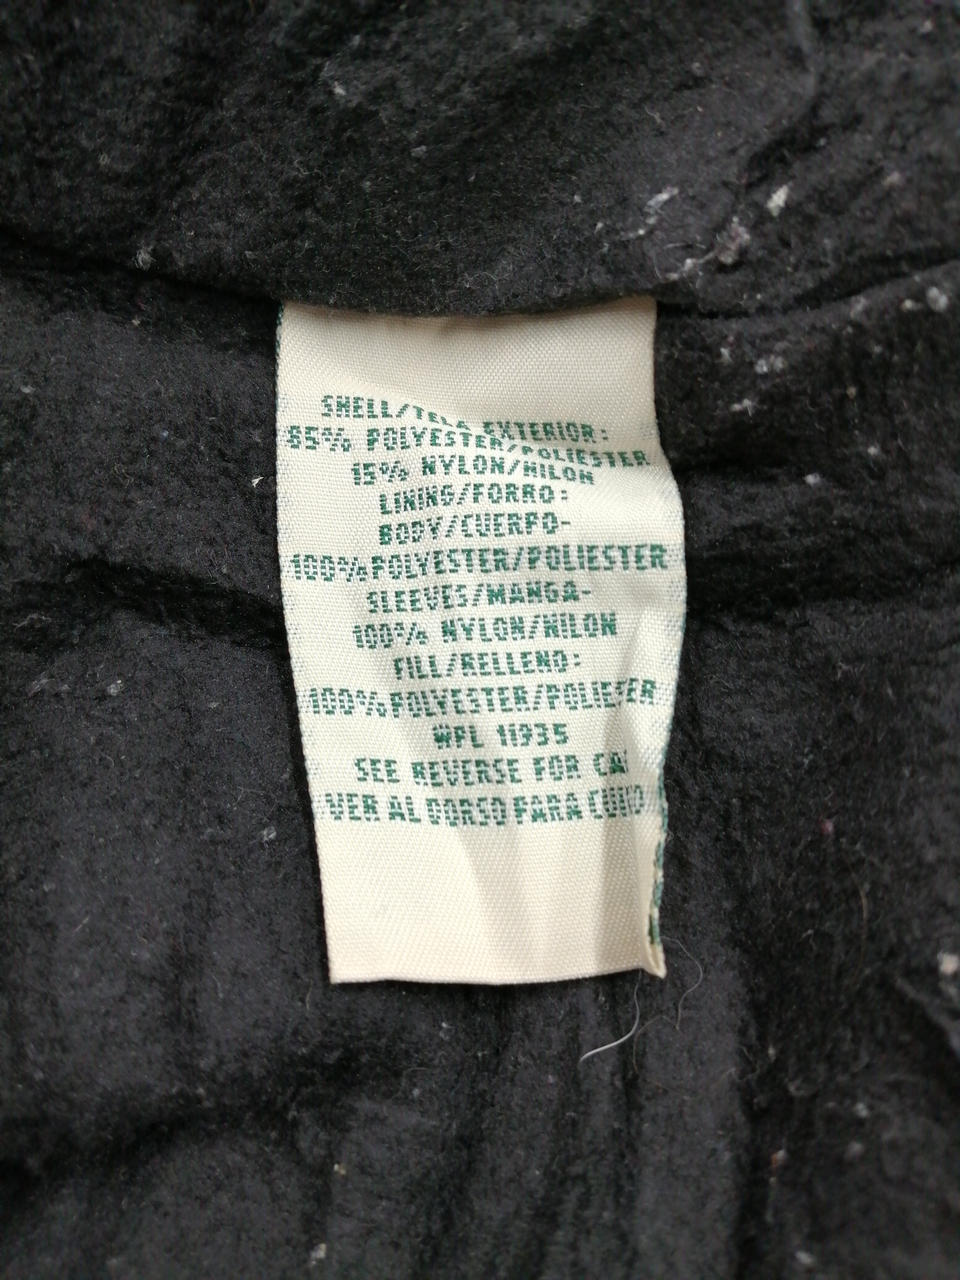 SHELL/TELA EXTERIOR:
85% POLYESTER/POLIESTER
15% NYLON/NILON
LINING/FORRO:
BODY/CUERPO-
100% POLYESTER/POLIESTER
SLEEVES/MANGA-
100% NYLON/NILON
FILL/RELLENO:
100% POLYESTER/POLIESTER
WPL 11935
SEE REVERSE FOR
VER AL DORSO PARA